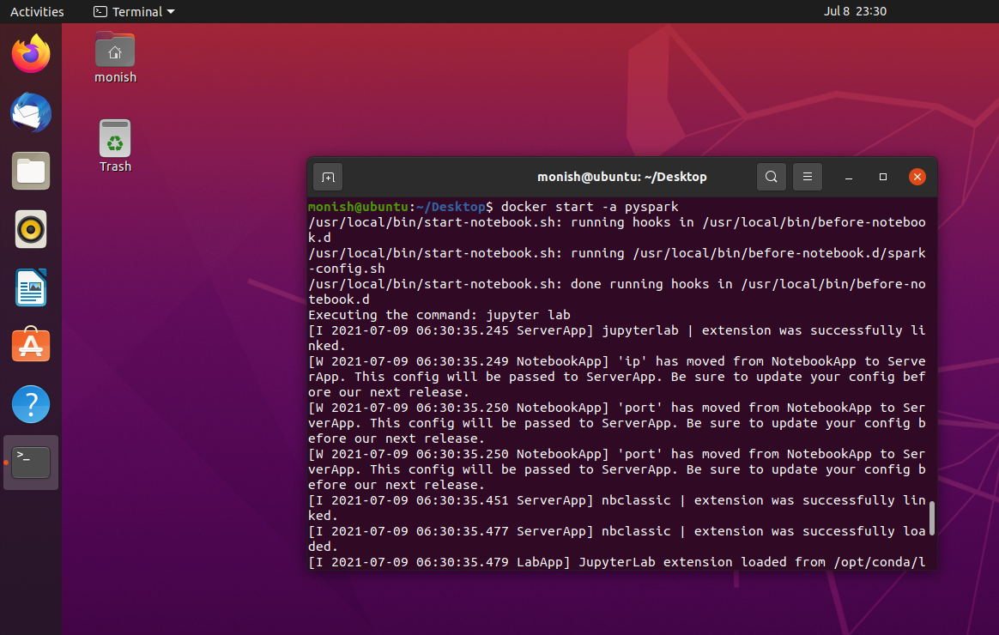 Activities
Terminal
Jul 8 23:30
monish
Trash
monish@ubuntu: ~/Desktop
monish@ubuntu:~/Desktop$ docker start -a pyspark
/usr/local/bin/start-notebook.sh: running hooks in /usr/local/bin/before-noteboo
k.d
/usr/local/bin/start-notebook.sh: running /usr/local/bin/before-notebook.d/spark
-config.sh
/usr/local/bin/start-notebook.sh: done running hooks in /usr/local/bin/before-no
tebook.d
Executing the command: jupyter lab
[I 2021-07-09 06:30:35.245 ServerApp] jupyterlab | extension was successfully li
nked.
[W 2021-07-09 06:30:35.249 NotebookApp] 'ip' has moved from NotebookApp to Serve
rApp. This config will be passed to ServerApp. Be sure to update your config bef
ore our next release.
[W 2021-07-09 06:30:35.250 NotebookApp] 'port' has moved from NotebookApp to Ser
verApp. This config will be passed to ServerApp. Be sure to update your config b
efore our next release.
[W 2021-07-09 06:30:35.250 NotebookApp] 'port' has moved from NotebookApp to Ser
verApp. This config will be passed to ServerApp. Be sure to update your config b
efore our next release.
[I 2021-07-09 06:30:35.451 ServerApp] nbclassic | extension was successfully lin
ked.
[I 2021-07-09 06:30:35.477 ServerApp] nbclassic | extension was successfully loa
ded.
[I 2021-07-09 06:30:35.479 LabApp] JupyterLab extension loaded from /opt/conda/l